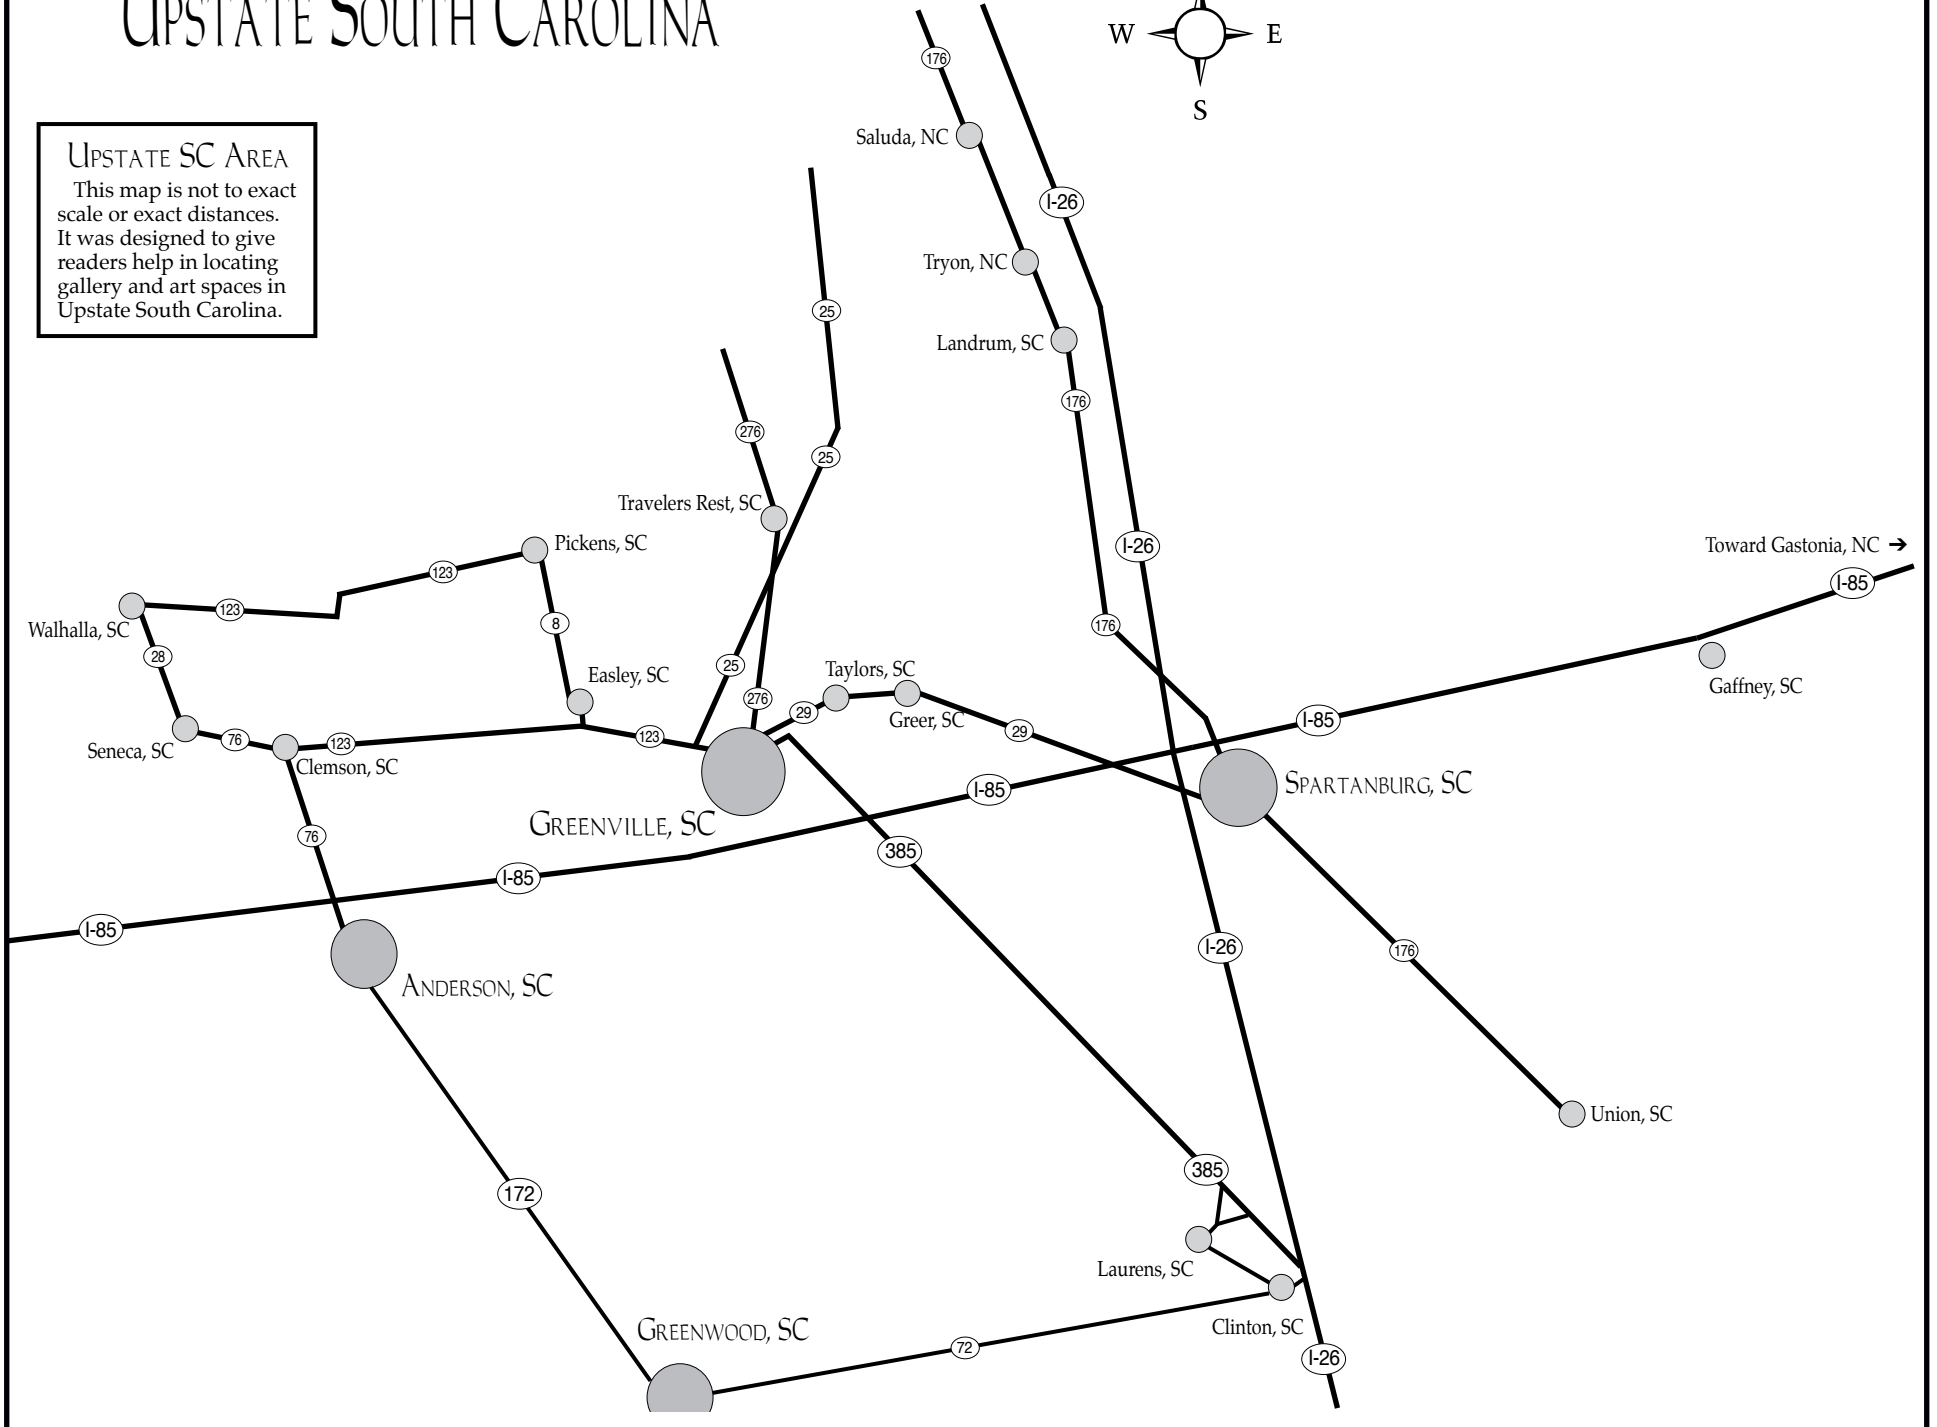 Upstate South Carolina
W
E
S
Upstate SC Area
This map is not to exact
scale or exact distances.
It was designed to give
readers help in locating
gallery and art spaces in
Upstate South Carolina.
176
Saluda, NC
I-26
Tryon, NC
25
Landrum, SC
176
276
25
Travelers Rest, SC
Pickens, SC
I-26
Toward Gastonia, NC ➔
123
I-85
123
Walhalla, SC
8
176
28
25
Easley, SC
Taylors, SC
Gaffney, SC
276
29
Greer, SC
I-85
29
Seneca, SC
76
123
123
Clemson, SC
I-85
Spartanburg, SC
Greenville, SC
76
385
I-85
I-85
I-26
176
Anderson, SC
Union, SC
385
172
Laurens, SC
Greenwood, SC
Clinton, SC
72
I-26